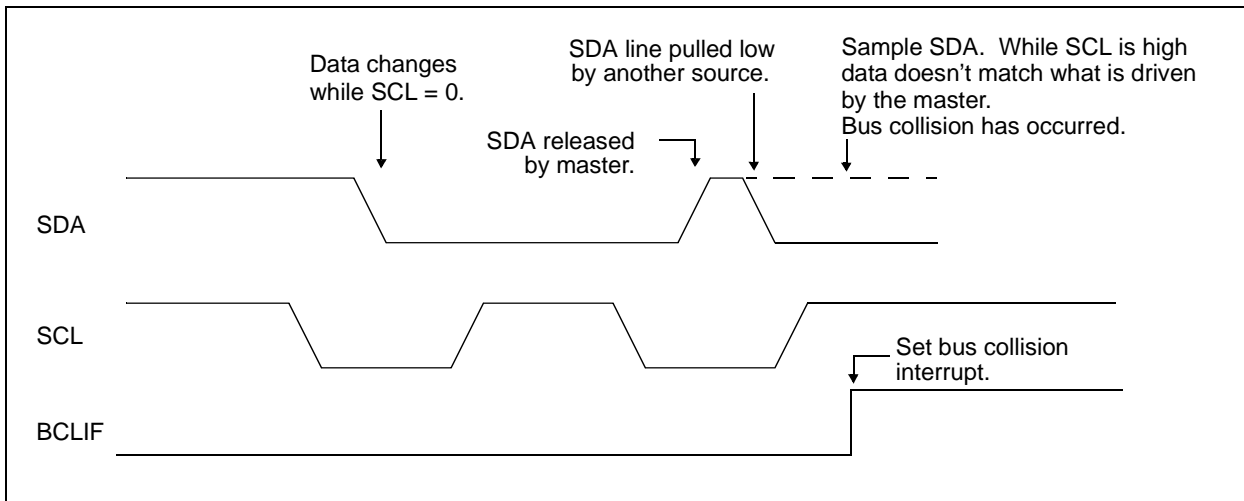 Data changes
while SCL = 0.
SDA line pulled low
by another source.
SDA released
by master.
Sample SDA.  While SCL is high
data doesn't match what is driven
by the master.
Bus collision has occurred.
SDA
SCL
Set bus collision
interrupt.
BCLIF